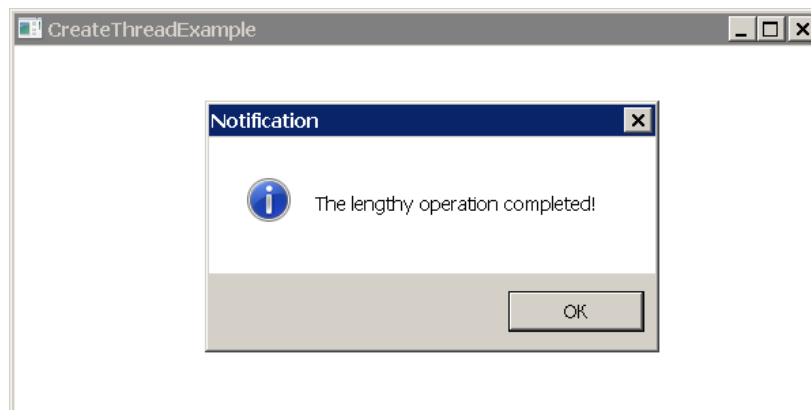 CreateThreadExample
Notification
The lengthy operation completed!
OK